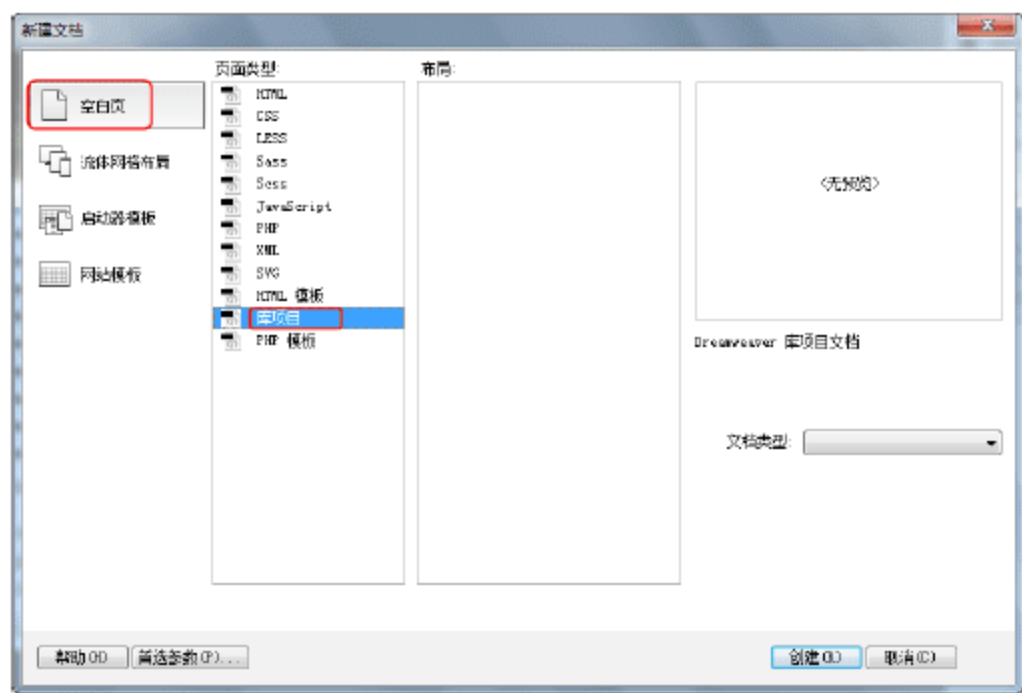 新建文档
页面类型:
布局:
空白页
流体网格布局
启动器模板
网站模板
HTML
CSS
LESS
Sass
Scss
JavaScript
PHP
XML
SVG
HTML 模板
库项目
PHP 模板
<无预览>
Dreamweaver 库项目文档
文档类型:
帮助(H)
首选参数(P)...
创建(R)
取消(C)